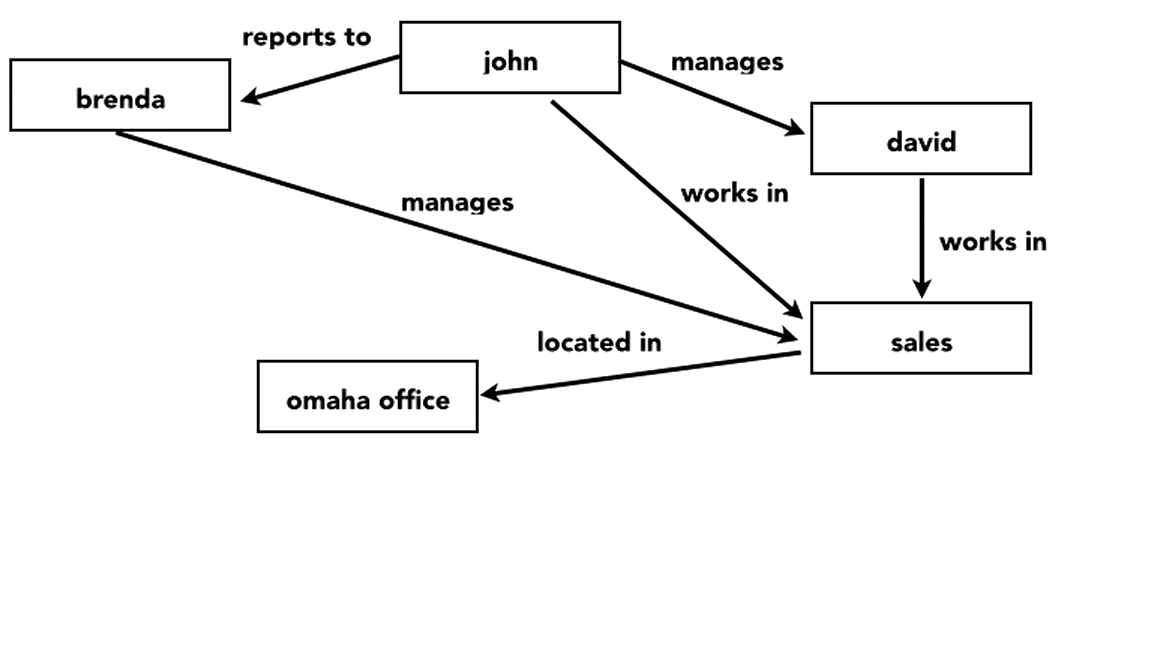 reports to
john
manages
brenda
david
works in
manages
works in
located in
sales
omaha office